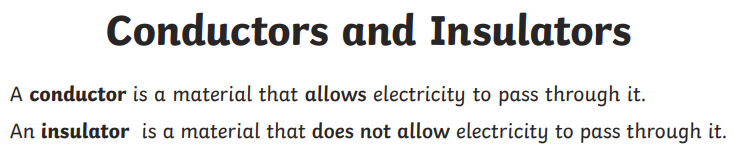 Conductors and Insulators
A conductor is a material that allows electricity to pass through it.
An insulator is a material that does not allow electricity to pass through it.